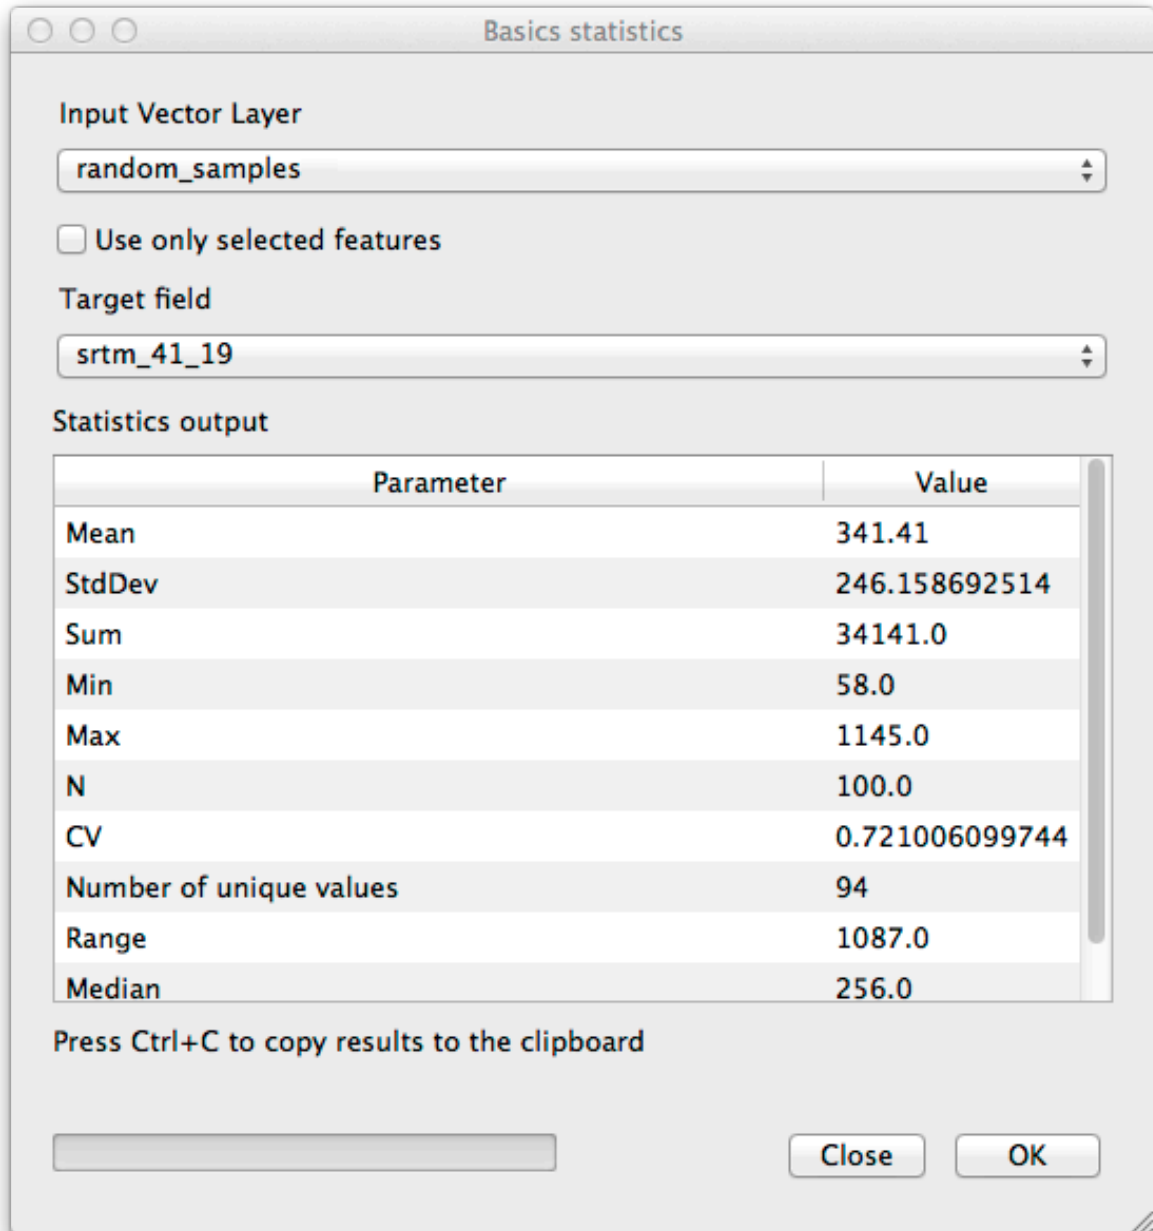 Basics statistics
Input Vector Layer
random_samples
Use only selected features
Target field
srtm_41_19
Statistics output
Parameter Value
Mean 341.41
StdDev 246.158692514
Sum 34141.0
Min 58.0
Max 1145.0
N 100.0
CV 0.721006099744
Number of unique values 94
Range 1087.0
Median 256.0
Press Ctrl+C to copy results to the clipboard
Close OK